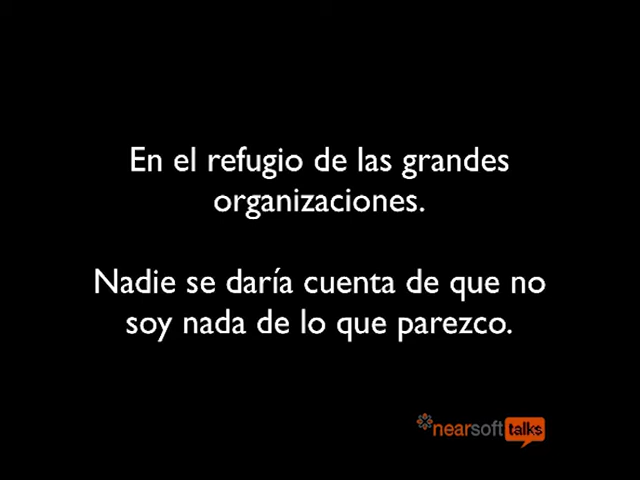 En el refugio de las grandes
organizaciones.
Nadie se daría cuenta de que no
soy nada de lo que parezco.
nearsoft talks